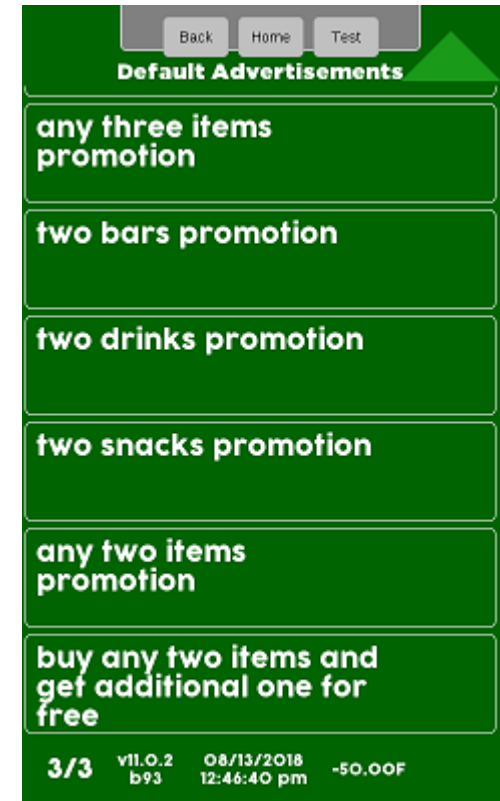 Back Home Test
Default Advertisements
any three items
promotion
two bars promotion
two drinks promotion
two snacks promotion
any two items
promotion
buy any two items and
get additional one for
free
3/3 v11.0.2 08/13/2018 -50.00F
b93 12:46:40 pm